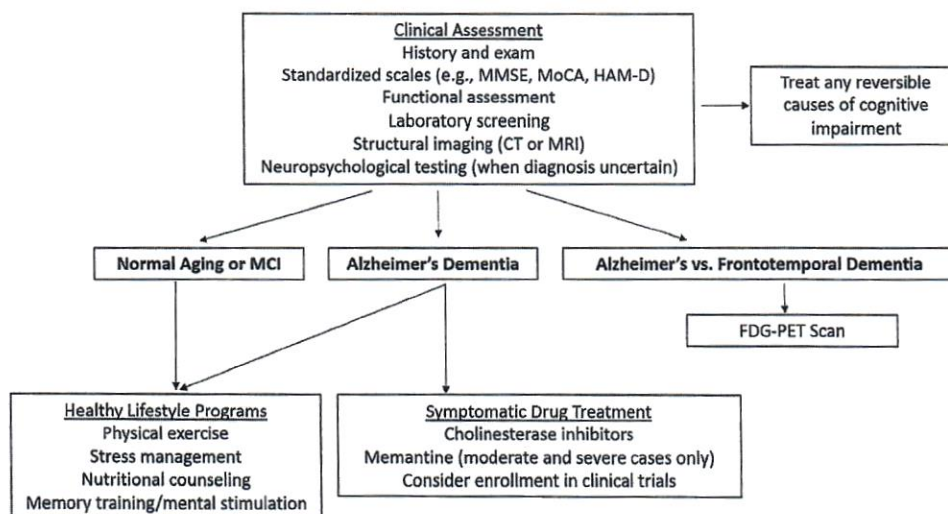 Clinical Assessment
History and exam
Standardized scales (e.g., MMSE, MoCA, HAM-D)
Functional assessment
Laboratory screening
Structural imaging (CT or MRI)
Neuropsychological testing (when diagnosis uncertain)
Treat any reversible
causes of cognitive
impairment
Normal Aging or MCI
Alzheimer's Dementia
Alzheimer's vs. Frontotemporal Dementia
FDG-PET Scan
Healthy Lifestyle Programs
Physical exercise
Stress management
Nutritional counseling
Memory training/mental stimulation
Symptomatic Drug Treatment
Cholinesterase inhibitors
Memantine (moderate and severe cases only)
Consider enrollment in clinical trials